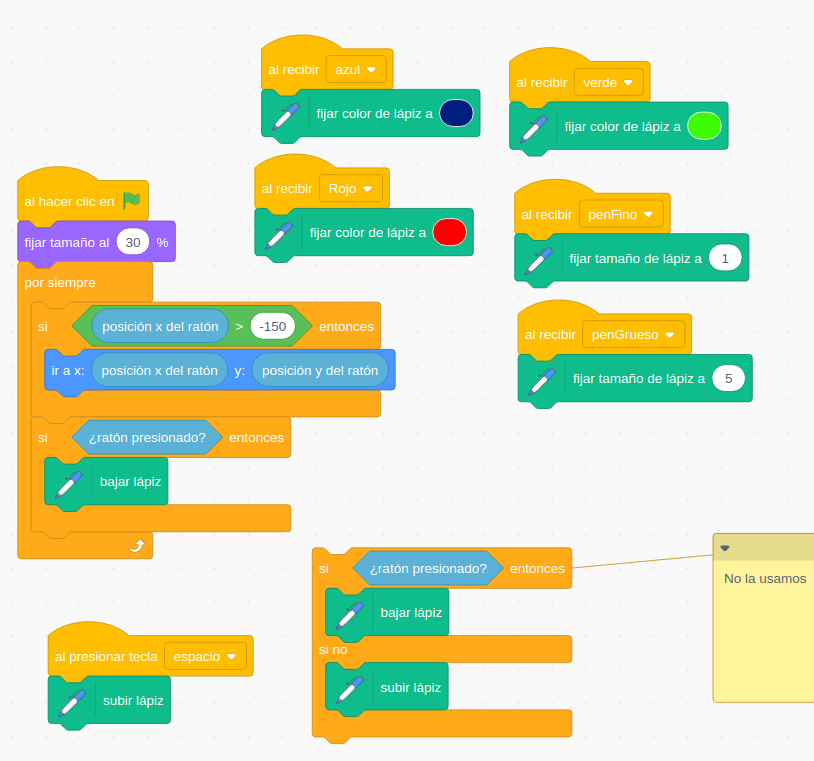 al recibir azul
fijar color de lápiz a
al recibir verde
fijar color de lápiz a
al recibir Rojo
fijar color de lápiz a
al recibir penFino
fijar tamaño de lápiz a 1
al recibir penGrueso
fijar tamaño de lápiz a 5
al hacer clic en
fijar tamaño al 30 %
por siempre
si posición x del ratón > -150 entonces
ir a x: posición x del ratón y: posición y del ratón
si ¿ratón presionado? entonces
bajar lápiz
al presionar tecla espacio
subir lápiz
si ¿ratón presionado? entonces
bajar lápiz
si no
subir lápiz
No la usamos